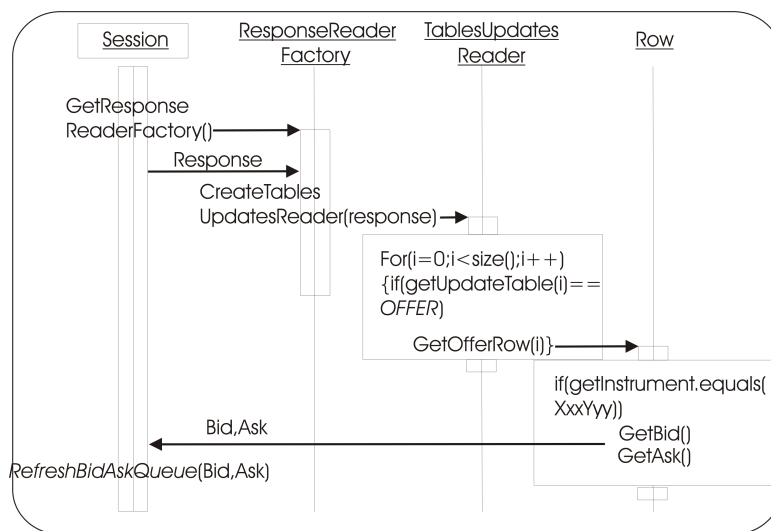 Session
ResponseReader
Factory
TablesUpdates
Reader
Row
GetResponse
ReaderFactory()
Response
CreateTables
UpdatesReader(response)
For(i=0;i<size();i++)
{if(getUpdateTable(i)==
OFFER)
GetOfferRow(i)}
if(getInstrument.equals(
XxxYyy))
GetBid()
GetAsk()
Bid,Ask
RefreshBidAskQueue(Bid,Ask)